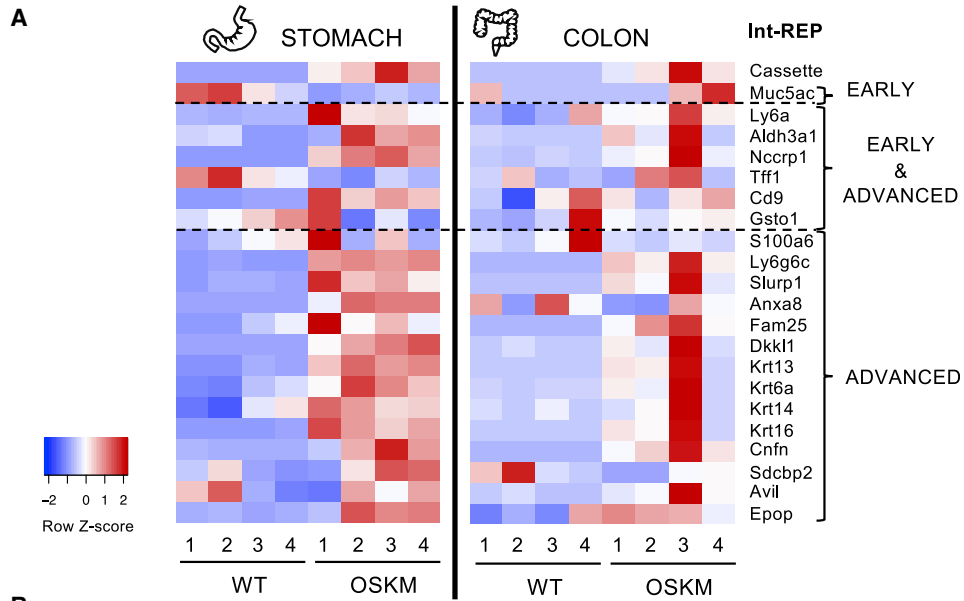 A
STOMACH
COLON
Int-REP
Cassette
Muc5ac
EARLY
Ly6a
Aldh3a1
Nccrp1
EARLY
&
ADVANCED
Tff1
Cd9
Gsto1
S100a6
Ly6g6c
Slurp1
Anxa8
Fam25
Dkkl1
Krt13
ADVANCED
Krt6a
Krt14
Krt16
Cnfn
Sdcbp2
Avil
Epop
−2 0 1 2
Row Z-score
1 2 3 4 1 2 3 4
WT OSKM
1 2 3 4 1 2 3 4
WT OSKM